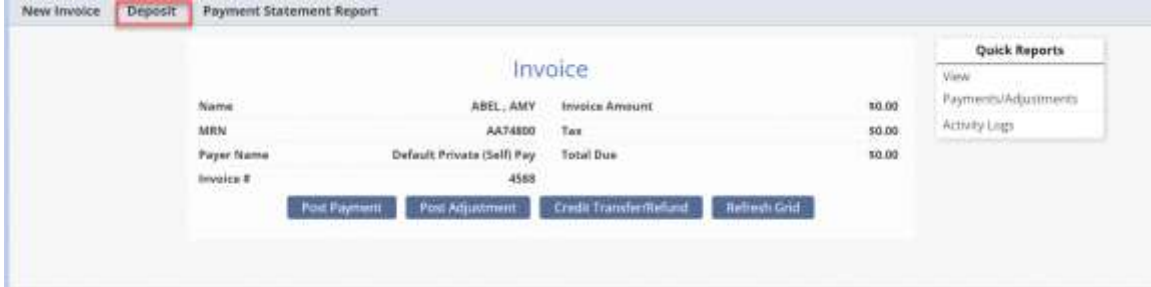 New Invoice Deposit Payment Statement Report
Quick Reports
Invoice
View
Payments/Adjustments
Name ABEL , AMY Invoice Amount $0.00
MRN AA74800 Tax $0.00
Activity Logs
Payer Name Default Private (Self) Pay Total Due $0.00
Invoice # 4588
Post Payment Post Adjustment Credit Transfer/Refund Refresh Grid